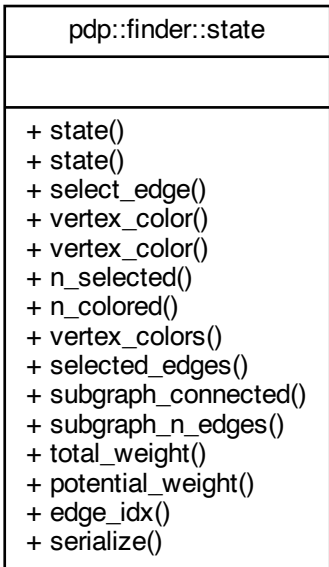 pdp::finder::state
+ state()
+ state()
+ select_edge()
+ vertex_color()
+ vertex_color()
+ n_selected()
+ n_colored()
+ vertex_colors()
+ selected_edges()
+ subgraph_connected()
+ subgraph_n_edges()
+ total_weight()
+ potential_weight()
+ edge_idx()
+ serialize()